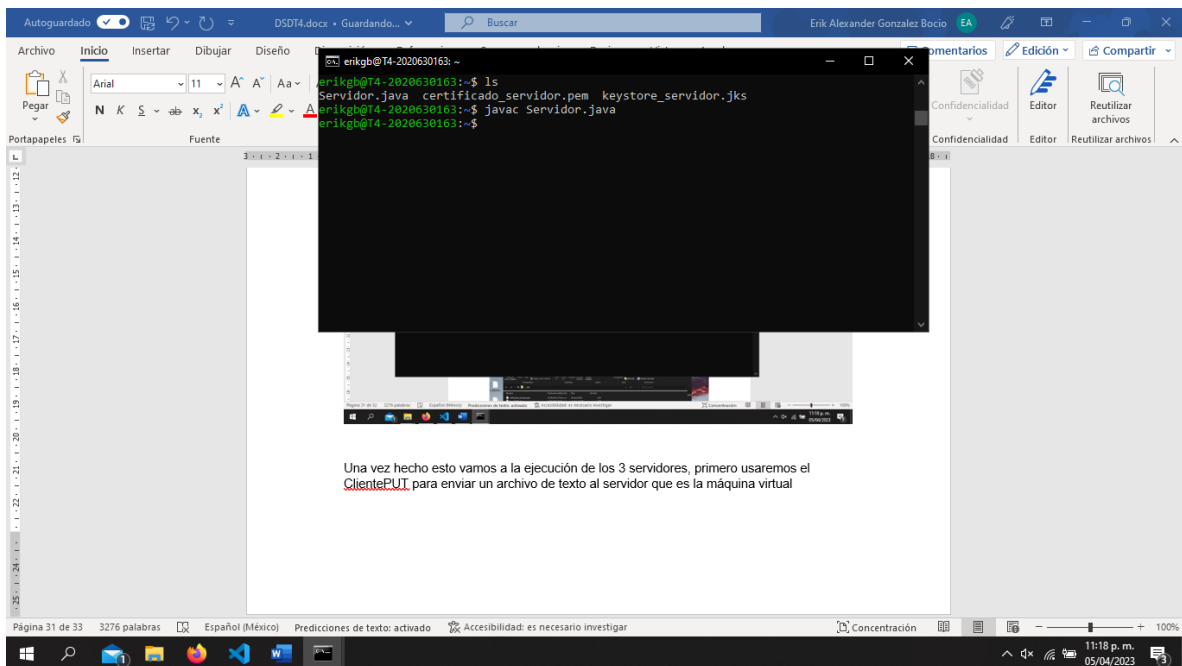 Autoguardado
DSDT4.docx • Guardando...
Buscar
Erik Alexander Gonzalez Bocio
EA
Archivo
Inicio
Insertar
Dibujar
Diseño
Comentarios
Edición
Compartir
Pegar
Arial
11
A A Aa
N K S ab x₂ x² A A
Portapapeles
Fuente
Confidencialidad
Editor
Reutilizar archivos
Confidencialidad
Editor
Reutilizar archivos
erikgb@T4-2020630163: ~
erikgb@T4-2020630163:~$ ls
Servidor.java certificado_servidor.pem keystore_servidor.jks
erikgb@T4-2020630163:~$ javac Servidor.java
erikgb@T4-2020630163:~$
Una vez hecho esto vamos a la ejecución de los 3 servidores, primero usaremos el
ClientePUT para enviar un archivo de texto al servidor que es la máquina virtual
Página 31 de 33
3276 palabras
Español (México)
Predicciones de texto: activado
Accesibilidad: es necesario investigar
Concentración
100%
11:18 p. m.
05/04/2023